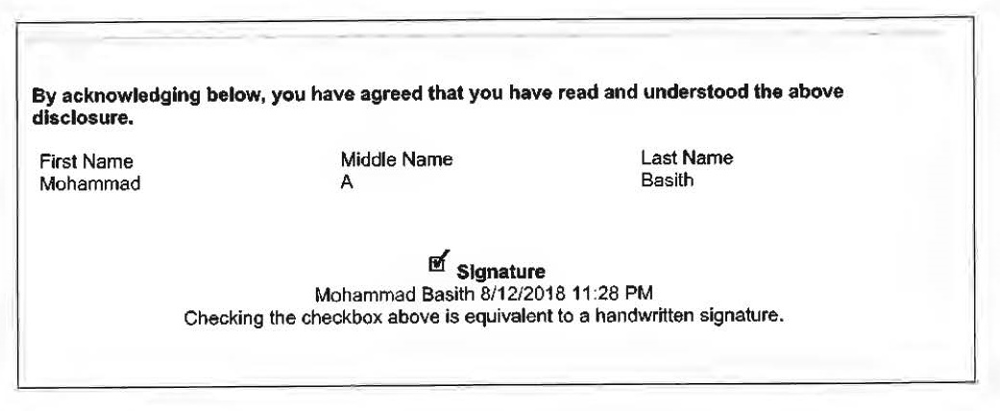 By acknowledging below, you have agreed that you have read and understood the above
disclosure.
First Name Middle Name Last Name
Mohammad A Basith
Signature
Mohammad Basith 8/12/2018 11:28 PM
Checking the checkbox above is equivalent to a handwritten signature.